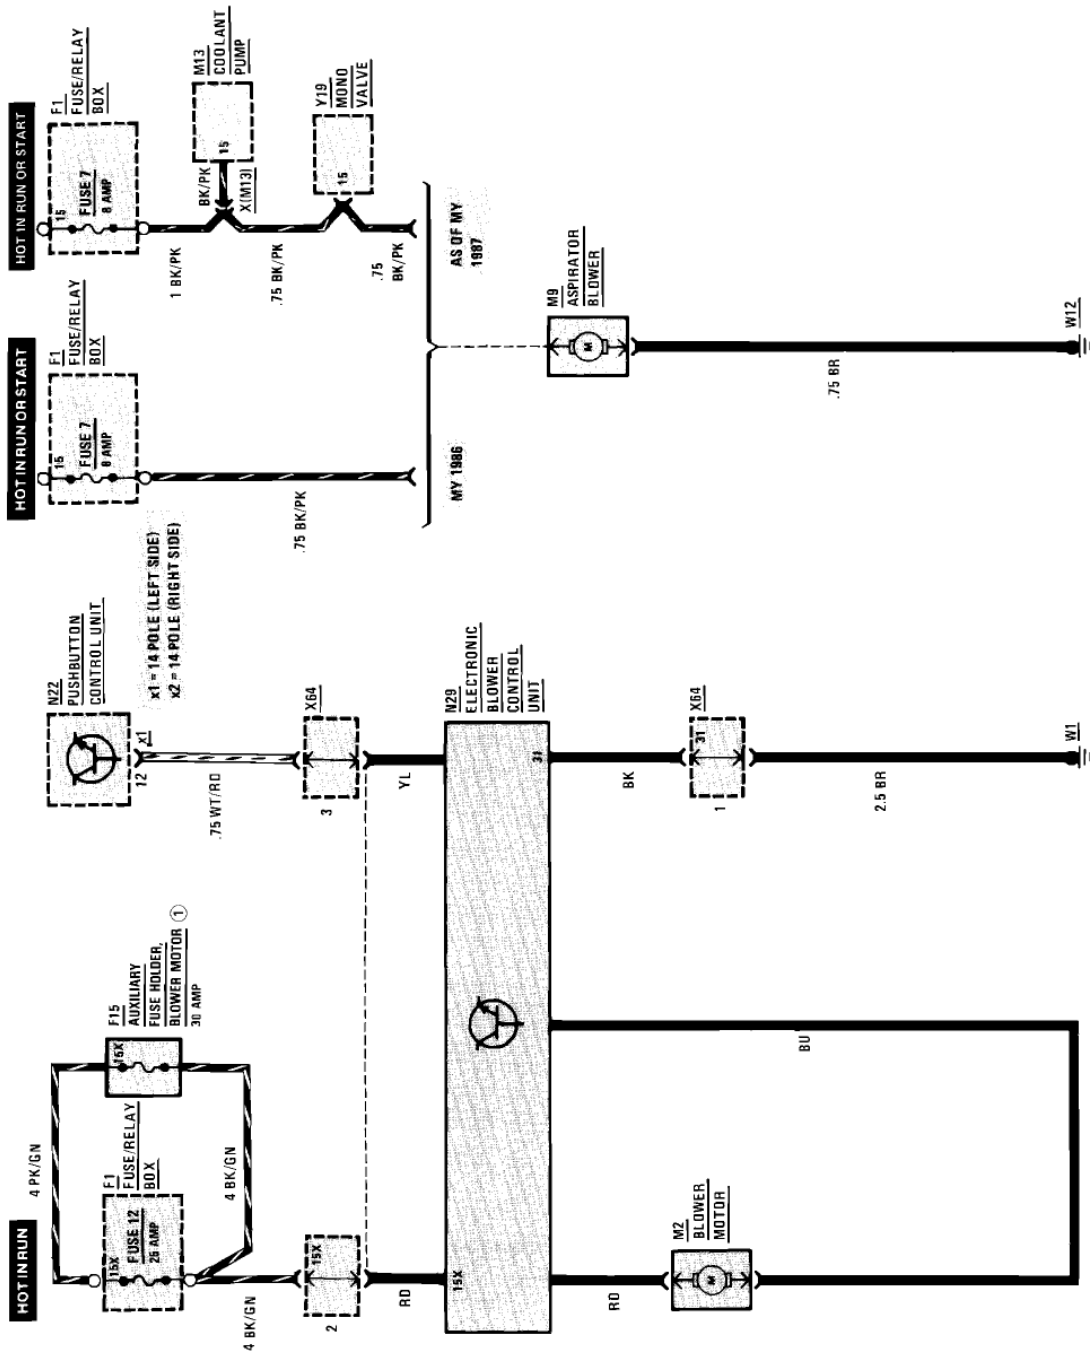 HOT IN RUN
4 PK/GN
F1
FUSE/RELAY
BOX
15X
FUSE 12
25 AMP
F15
AUXILIARY
FUSE HOLDER,
BLOWER MOTOR 1
30 AMP
15X
4 BK/GN
4 BK/GN
15X
2
RD
15X
RD
M2
BLOWER
MOTOR
M
BU
N22
PUSHBUTTON
CONTROL UNIT
x1
12
x1 = 14 POLE (LEFT SIDE)
x2 = 14 POLE (RIGHT SIDE)
.75 WT/RD
X64
3
YL
N29
ELECTRONIC
BLOWER
CONTROL
UNIT
31
BK
X64
31
1
2.5 BR
W1
HOT IN RUN OR START
F1
FUSE/RELAY
BOX
15
FUSE 7
8 AMP
.75 BK/PK
MY 1986
HOT IN RUN OR START
F1
FUSE/RELAY
BOX
15
FUSE 7
8 AMP
1 BK/PK
M13
COOLANT
PUMP
15
BK/PK
X(M13)
.75 BK/PK
Y19
MONO
VALVE
15
.75
BK/PK
AS OF MY
1987
M9
ASPIRATOR
BLOWER
M
.75 BR
W12